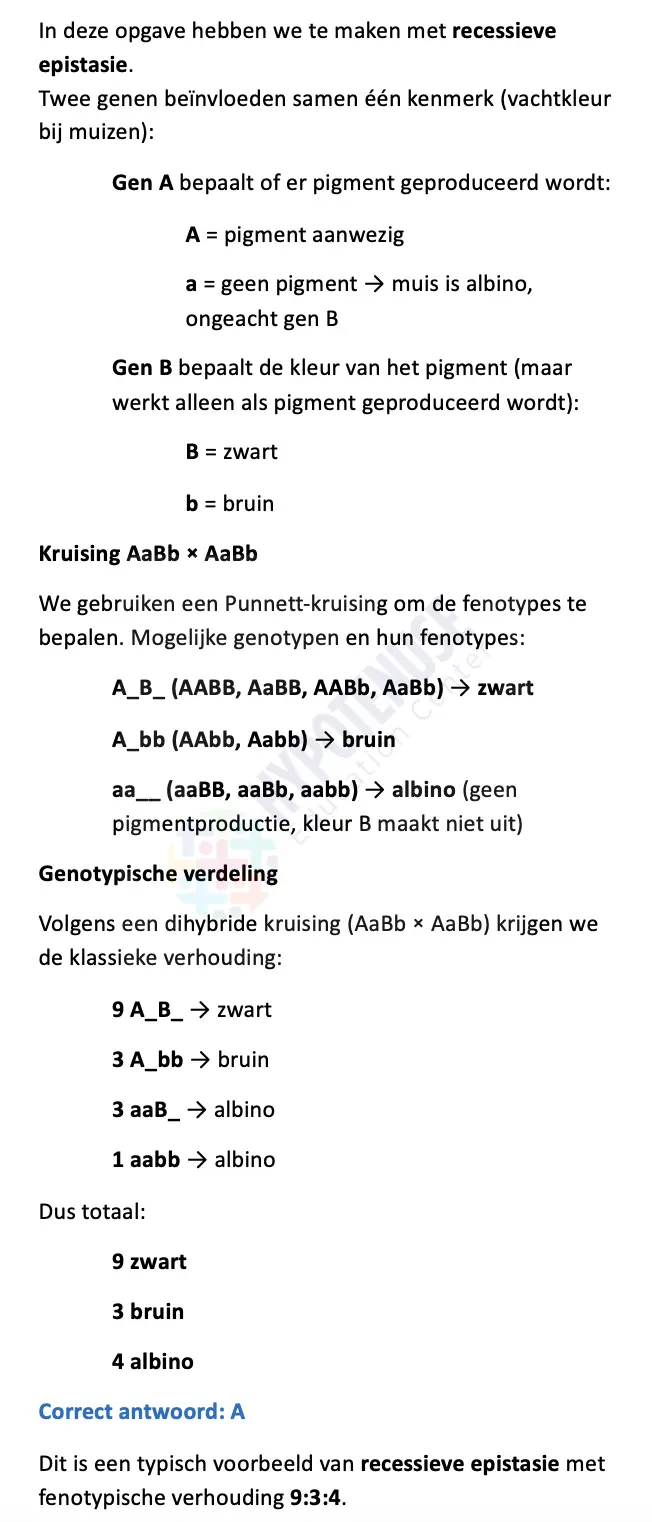 In deze opgave hebben we te maken met recessieve
epistasie.
Twee genen beïnvloeden samen één kenmerk (vachtkleur
bij muizen):
Gen A bepaalt of er pigment geproduceerd wordt:
A = pigment aanwezig
a = geen pigment → muis is albino,
ongeacht gen B
Gen B bepaalt de kleur van het pigment (maar
werkt alleen als pigment geproduceerd wordt):
B = zwart
b = bruin
Kruising AaBb × AaBb
We gebruiken een Punnett-kruising om de fenotypes te
bepalen. Mogelijke genotypen en hun fenotypes:
A_B_ (AABB, AaBB, AABb, AaBb) → zwart
A_bb (AAbb, Aabb) → bruin
aa__ (aaBB, aaBb, aabb) → albino (geen
pigmentproductie, kleur B maakt niet uit)
HYPOTENUSE
Education Center
Genotypische verdeling
Volgens een dihybride kruising (AaBb × AaBb) krijgen we
de klassieke verhouding:
9 A_B_ → zwart
3 A_bb → bruin
3 aaB_ → albino
1 aabb → albino
Dus totaal:
9 zwart
3 bruin
4 albino
Correct antwoord: A
Dit is een typisch voorbeeld van recessieve epistasie met
fenotypische verhouding 9:3:4.